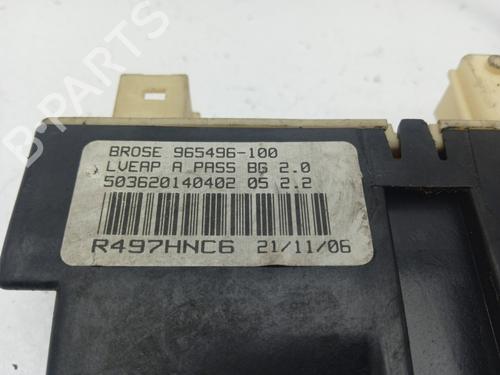 BROSE 965496-100
LVEAP A PASS BG 2.0
503620140402 05 2.2
R497HNC6 21/11/06
B-PARTS